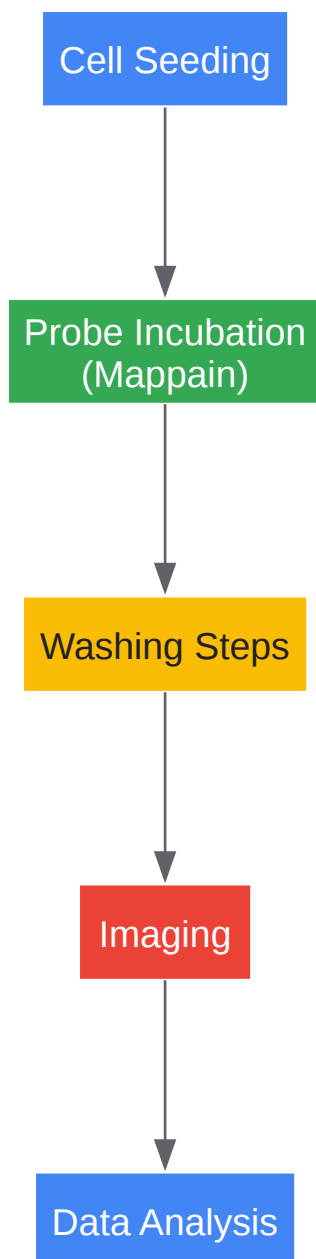 Cell Seeding
Probe Incubation
(Mappain)
Washing Steps
Imaging
Data Analysis